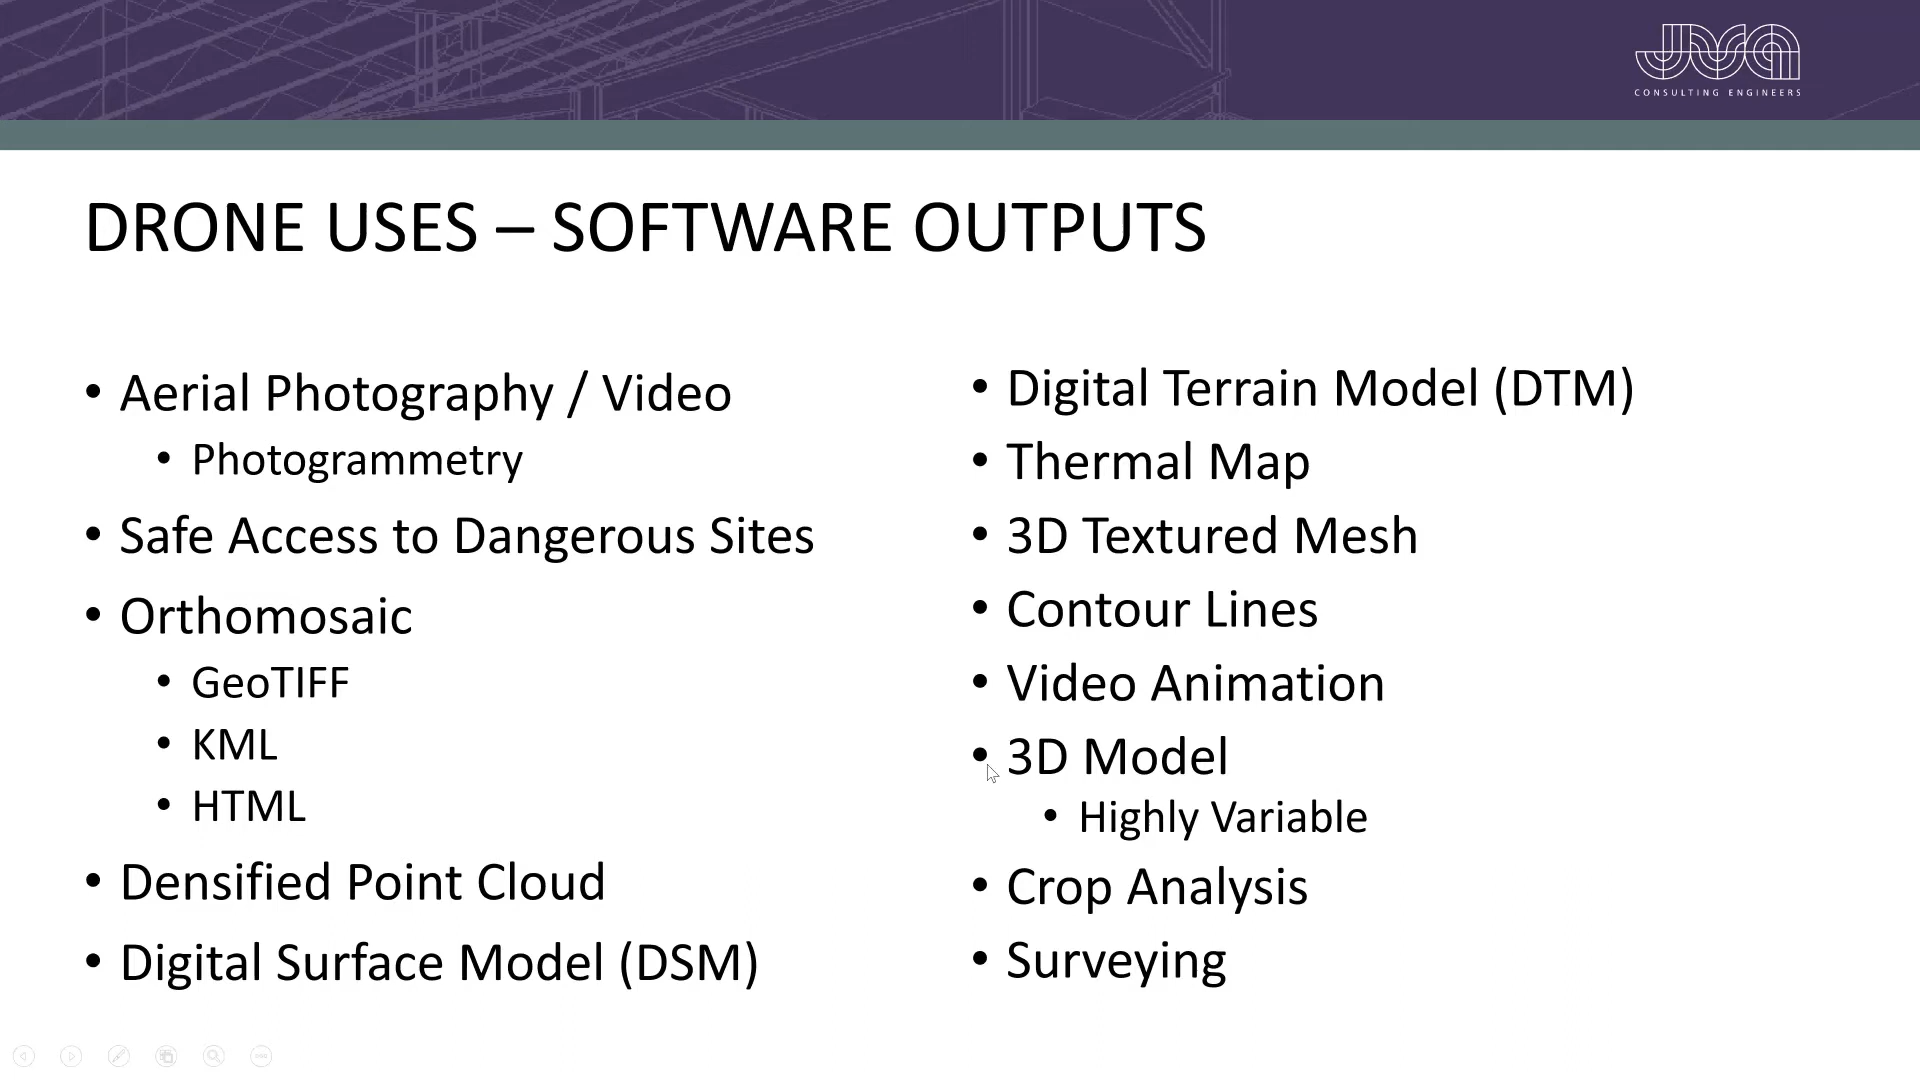 JVA
CONSULTING ENGINEERS
DRONE USES – SOFTWARE OUTPUTS
• Aerial Photography / Video
• Photogrammetry
• Safe Access to Dangerous Sites
• Orthomosaic
• GeoTIFF
• KML
• HTML
• Densified Point Cloud
• Digital Surface Model (DSM)
• Digital Terrain Model (DTM)
• Thermal Map
• 3D Textured Mesh
• Contour Lines
• Video Animation
• 3D Model
• Highly Variable
• Crop Analysis
• Surveying